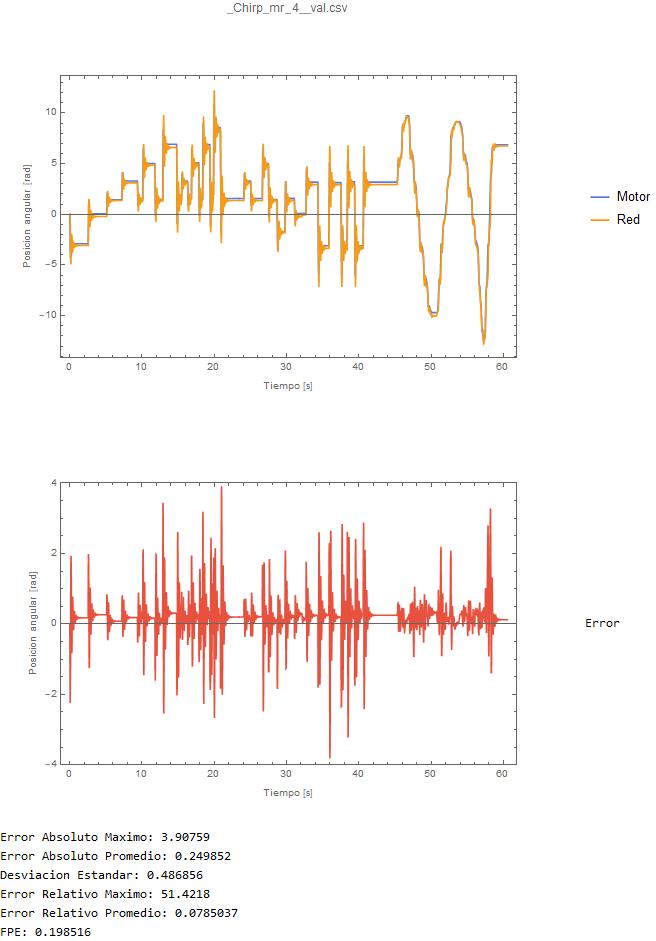 _Chirp_mr_4__val.csv
10
5
0
−5
−10
Posicion angular [rad]
0 10 20 30 40 50 60
Tiempo [s]
Motor
Red
4
2
0
−2
−4
Posicion angular [rad]
0 10 20 30 40 50 60
Tiempo [s]
Error
Error Absoluto Maximo: 3.90759
Error Absoluto Promedio: 0.249852
Desviacion Estandar: 0.486856
Error Relativo Maximo: 51.4218
Error Relativo Promedio: 0.0785037
FPE: 0.198516